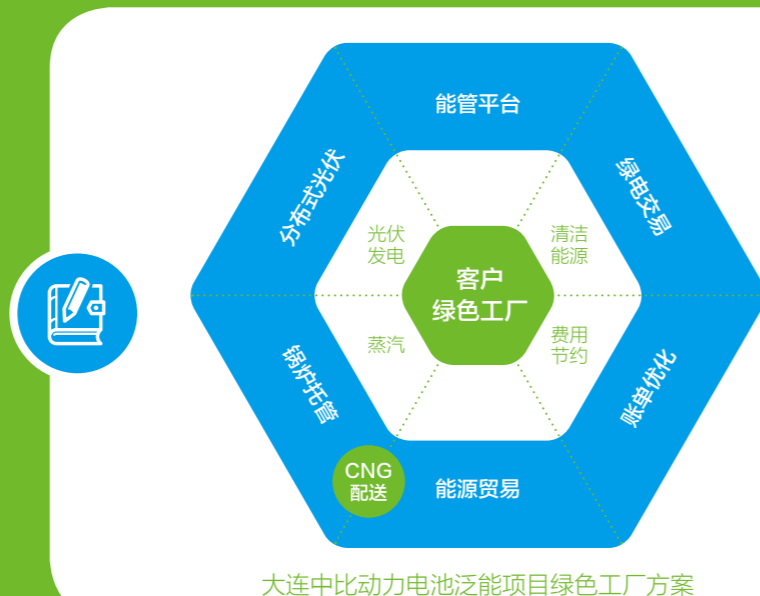 能管平台
分布式光伏
绿电交易
光伏
发电
清洁
能源
客户
绿色工厂
蒸汽
费用
节约
锅炉托管
账单优化
CNG
配送
能源贸易
大连中比动力电池泛能项目绿色工厂方案